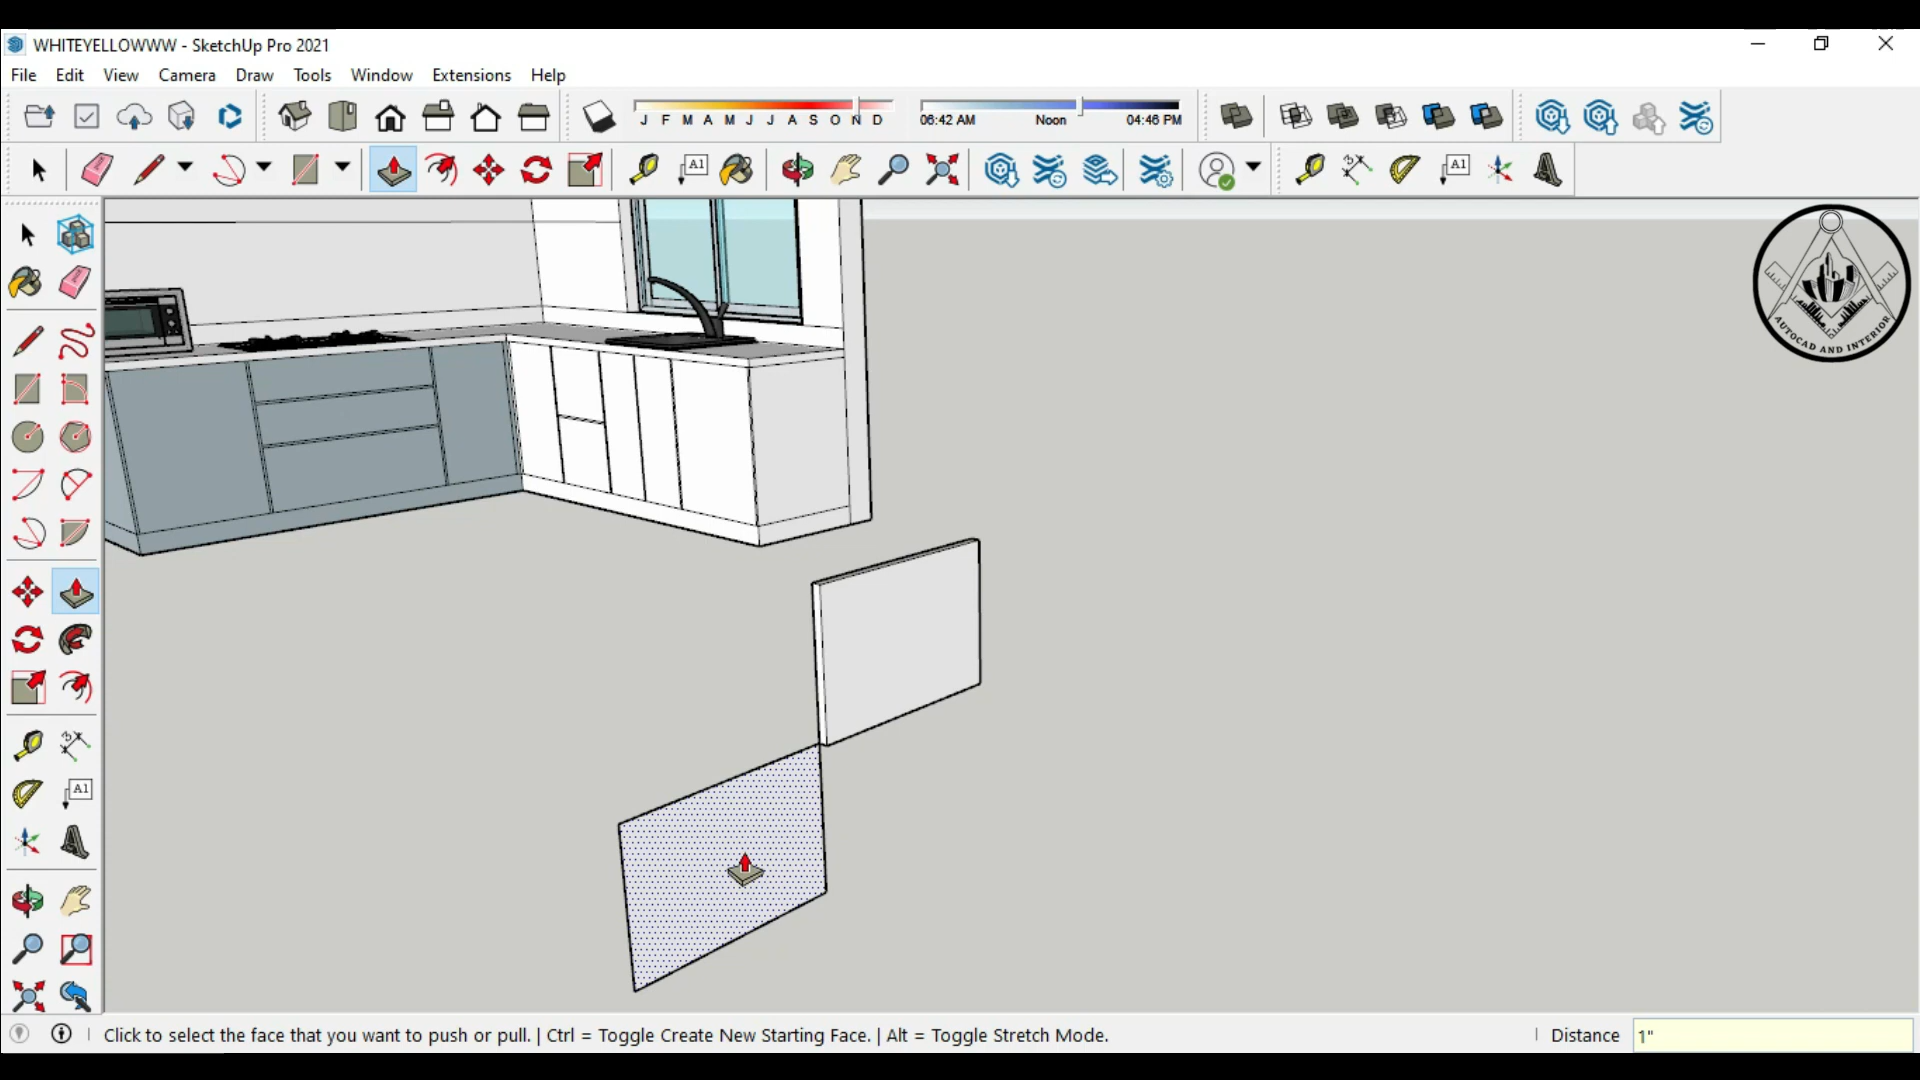 WHITEYELLOWWW - SketchUp Pro 2021
File Edit View Camera Draw Tools Window Extensions Help
J F M A M J J A S O N D
06:42 AM Noon 04:46 PM
A1
A1
AUTOCAD AND INTERIOR
A1
Click to select the face that you want to push or pull. | Ctrl = Toggle Create New Starting Face. | Alt = Toggle Stretch Mode.
Distance 1"